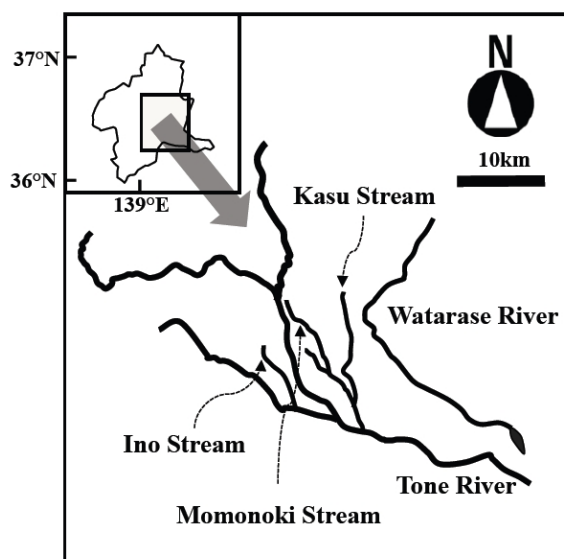 37°N
36°N
139°E
N
10km
Kasu Stream
Watarase River
Ino Stream
Momonoki Stream
Tone River